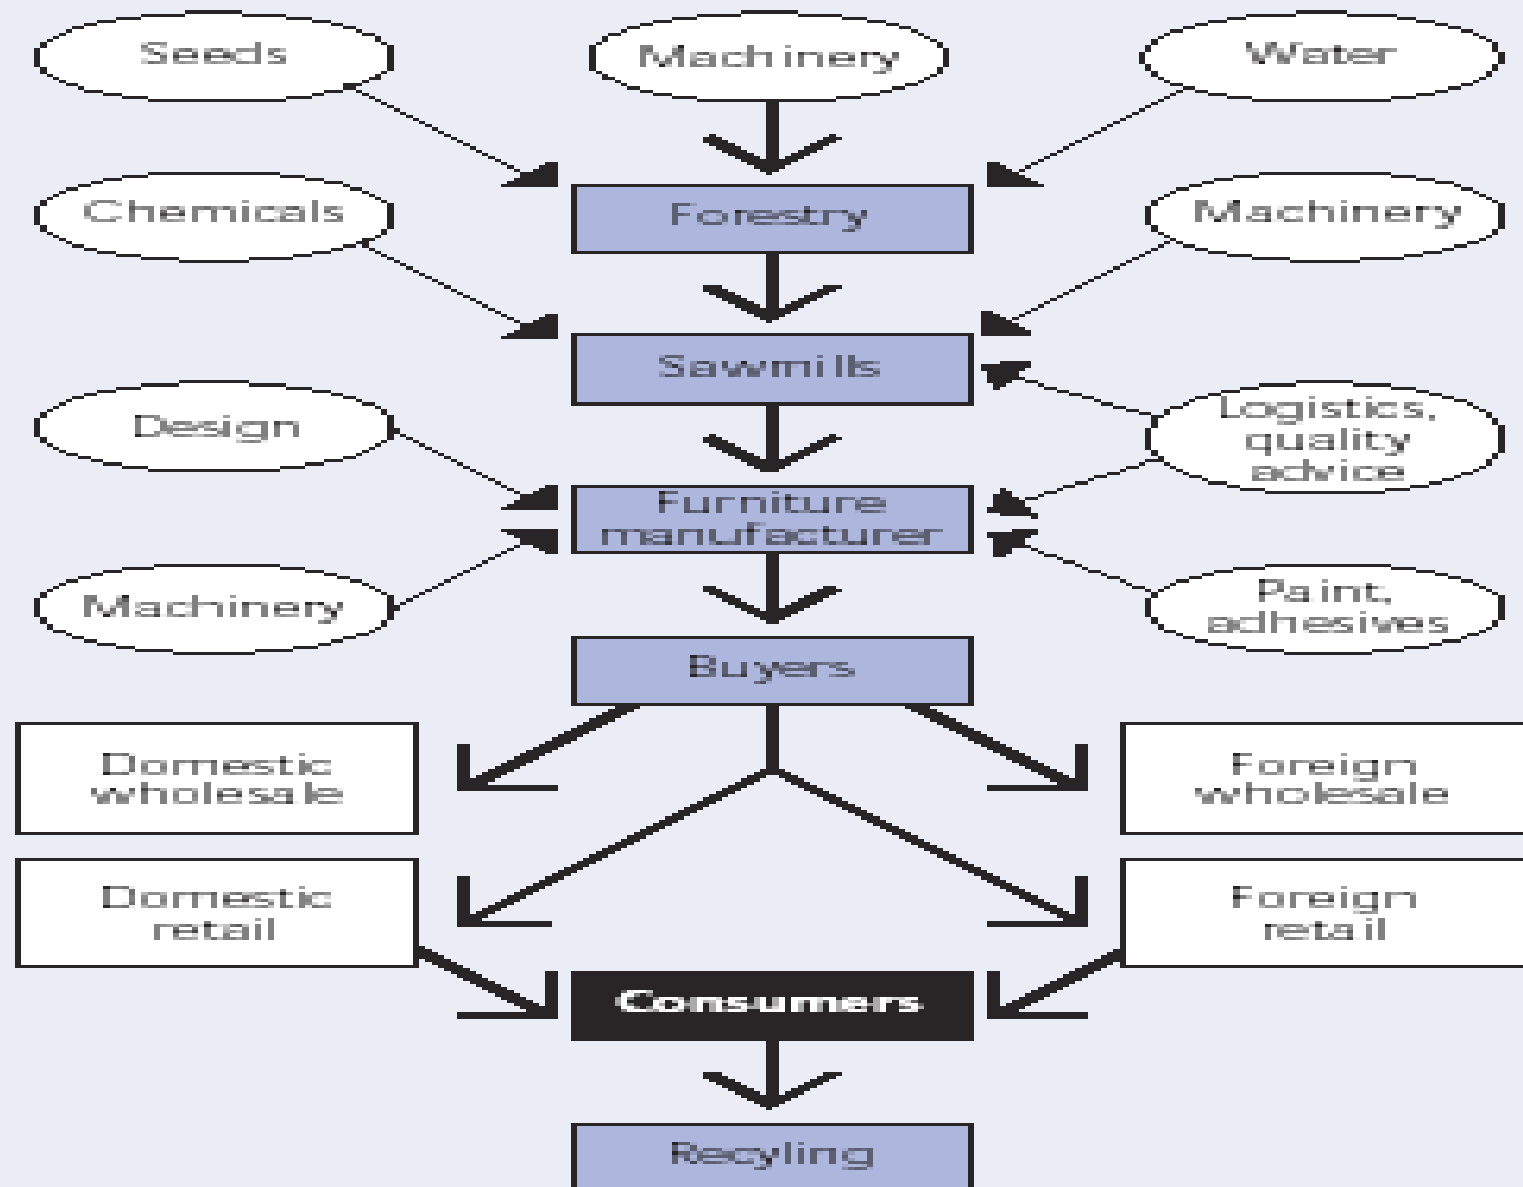 Seeds
Machinery
Water
Forestry
Chemicals
Machinery
Sawmills
Design
Logistics,
quality
advice
Furniture
manufacturer
Machinery
Paint,
adhesives
Buyers
Domestic
wholesale
Foreign
wholesale
Domestic
retail
Foreign
retail
Consumers
Recyling